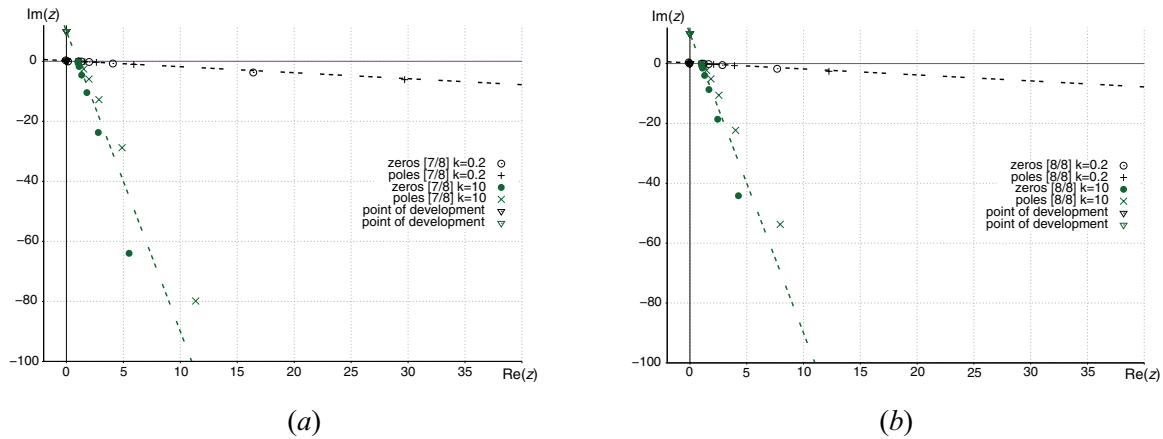 Im(z)
0
−20
−40
−60
−80
−100
0 5 10 15 20 25 30 35 Re(z)
zeros [7/8] k=0.2
poles [7/8] k=0.2
zeros [7/8] k=10
poles [7/8] k=10
point of development
point of development
(a)
Im(z)
0
−20
−40
−60
−80
−100
0 5 10 15 20 25 30 35 Re(z)
zeros [8/8] k=0.2
poles [8/8] k=0.2
zeros [8/8] k=10
poles [8/8] k=10
point of development
point of development
(b)